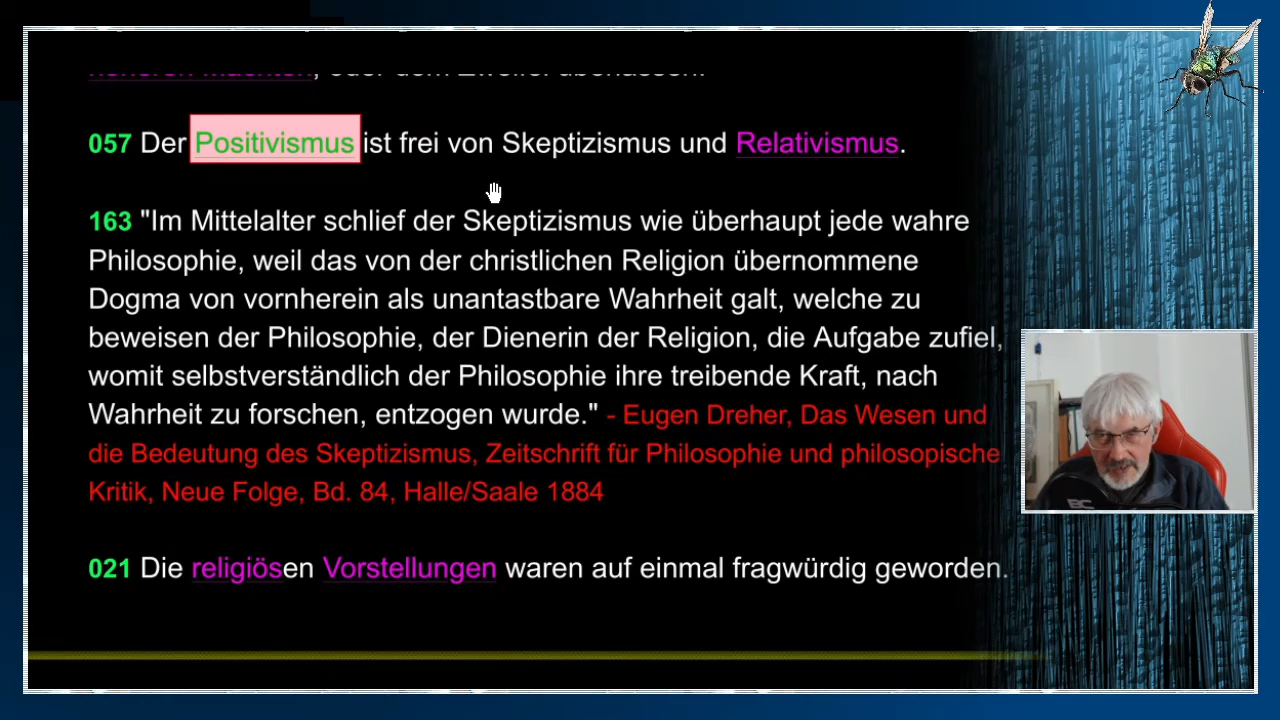 057 Der Positivismus ist frei von Skeptizismus und Relativismus.
163 "Im Mittelalter schlief der Skeptizismus wie überhaupt jede wahre
Philosophie, weil das von der christlichen Religion übernommene
Dogma von vornherein als unantastbare Wahrheit galt, welche zu
beweisen der Philosophie, der Dienerin der Religion, die Aufgabe zufiel,
womit selbstverständlich der Philosophie ihre treibende Kraft, nach
Wahrheit zu forschen, entzogen wurde." - Eugen Dreher, Das Wesen und
die Bedeutung des Skeptizismus, Zeitschrift für Philosophie und philosopische
Kritik, Neue Folge, Bd. 84, Halle/Saale 1884
021 Die religiösen Vorstellungen waren auf einmal fragwürdig geworden.